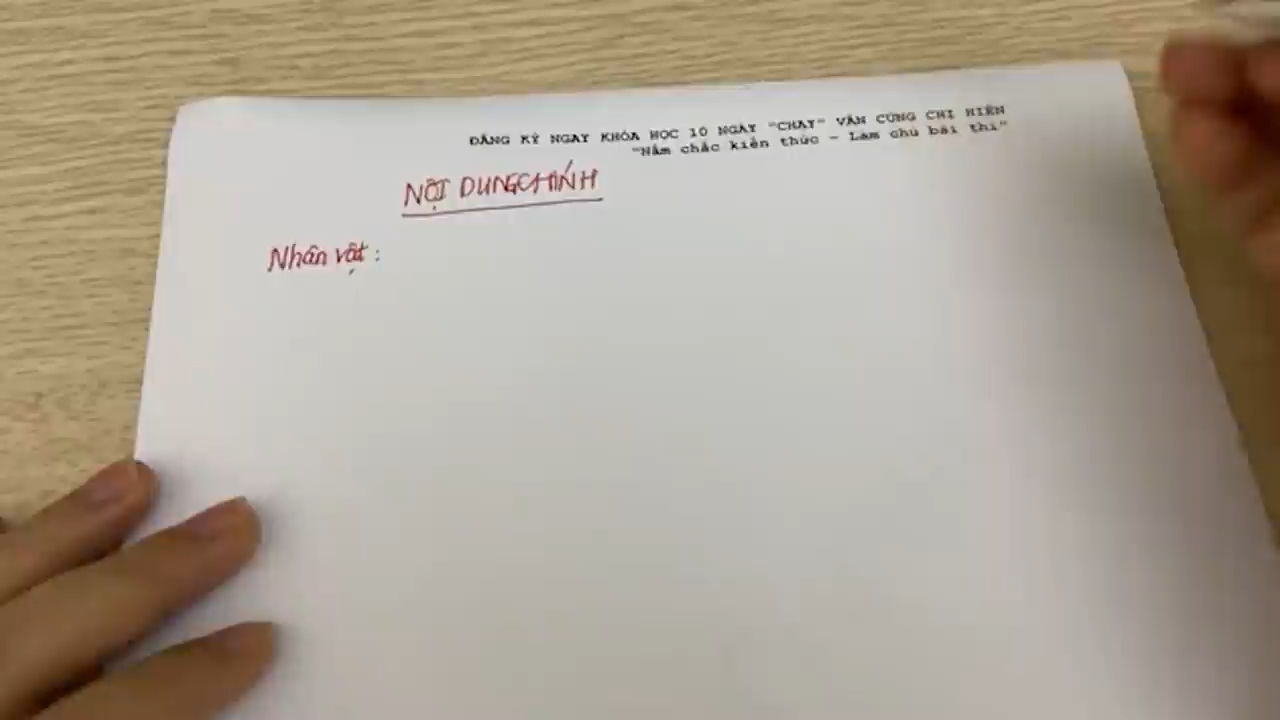 ĐĂNG KÝ NGAY KHÓA HỌC 10 NGÀY "CHẠY" VĂN CÙNG CHỊ HIÊN
"Nắm chắc kiến thức - Làm chủ bài thi"
NỘI DUNG CHÍNH
Nhân vật :